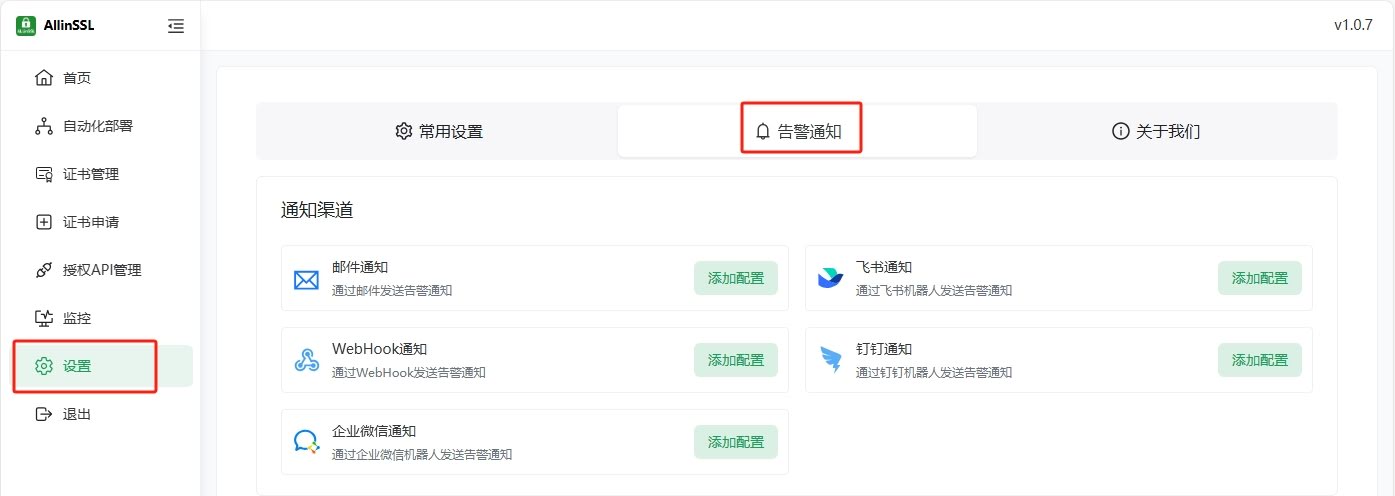 AllinSSL
v1.0.7
首页
自动化部署
证书管理
证书申请
授权API管理
监控
设置
退出
常用设置
告警通知
关于我们
通知渠道
邮件通知
通过邮件发送告警通知
添加配置
飞书通知
通过飞书机器人发送告警通知
添加配置
WebHook通知
通过WebHook发送告警通知
添加配置
钉钉通知
通过钉钉机器人发送告警通知
添加配置
企业微信通知
通过企业微信机器人发送告警通知
添加配置